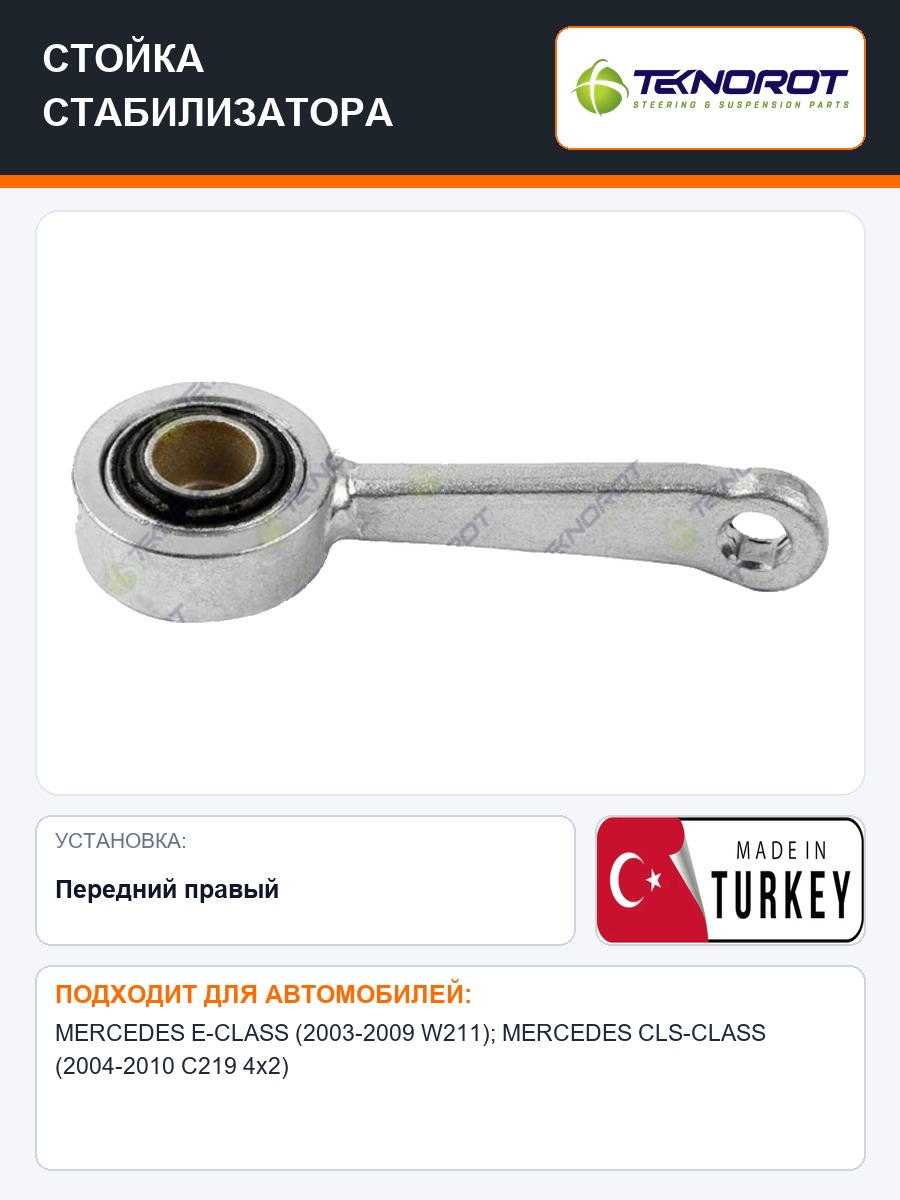 СТОЙКА
СТАБИЛИЗАТОРА
TEKNOROT
STEERING & SUSPENSION PARTS
TEKNOROT
УСТАНОВКА:
Передний правый
MADE IN
TURKEY
ПОДХОДИТ ДЛЯ АВТОМОБИЛЕЙ:
MERCEDES E-CLASS (2003-2009 W211); MERCEDES CLS-CLASS
(2004-2010 C219 4x2)